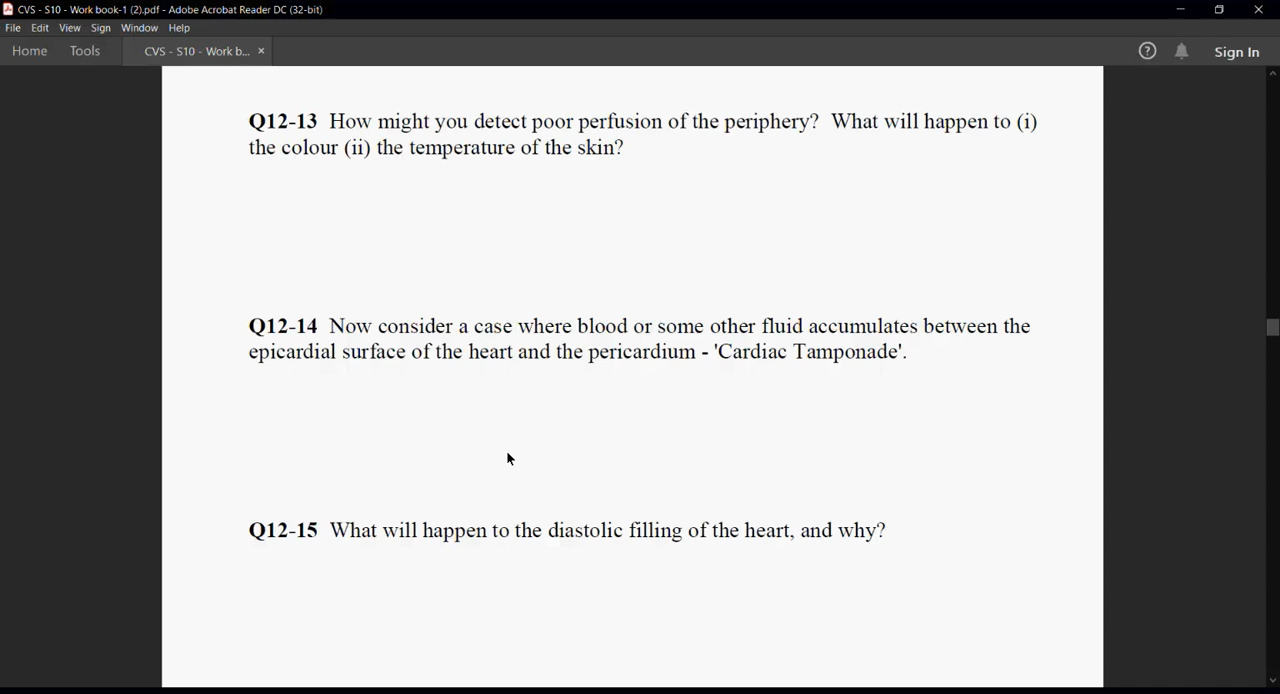 CVS - S10 - Work book-1 (2).pdf - Adobe Acrobat Reader DC (32-bit)
File Edit View Sign Window Help
Home Tools CVS - S10 - Work b... × Sign In
Q12-13 How might you detect poor perfusion of the periphery? What will happen to (i)
the colour (ii) the temperature of the skin?
Q12-14 Now consider a case where blood or some other fluid accumulates between the
epicardial surface of the heart and the pericardium - 'Cardiac Tamponade'.
Q12-15 What will happen to the diastolic filling of the heart, and why?